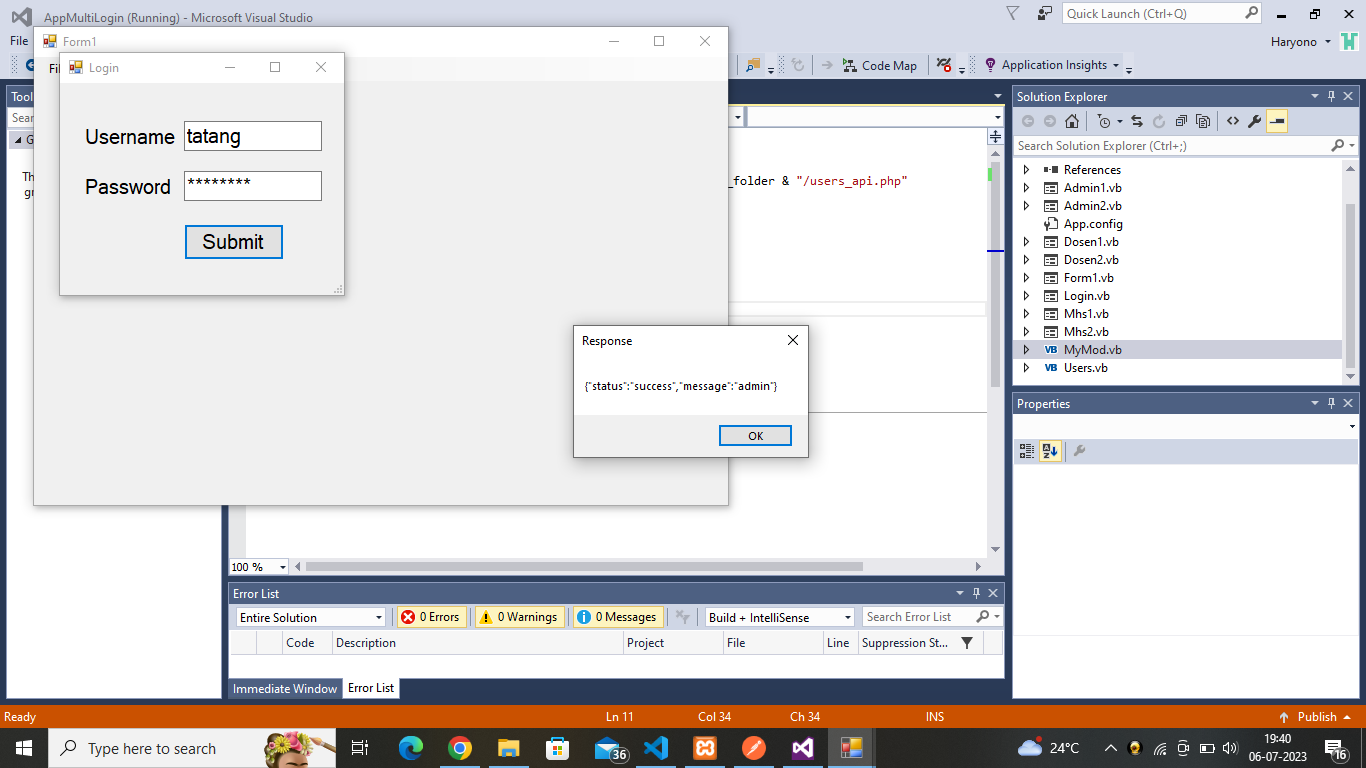 AppMultiLogin (Running) - Microsoft Visual Studio
Quick Launch (Ctrl+Q)
File
Haryono
H
Form1
Login
Code Map
Application Insights
Username tatang
Password ********
Submit
_folder & "/users_api.php"
Response
{"status":"success","message":"admin"}
OK
Solution Explorer
Search Solution Explorer (Ctrl+;)
References
Admin1.vb
Admin2.vb
App.config
Dosen1.vb
Dosen2.vb
Form1.vb
Login.vb
Mhs1.vb
Mhs2.vb
VB MyMod.vb
VB Users.vb
Properties
100 %
Error List
Entire Solution
0 Errors
0 Warnings
0 Messages
Build + IntelliSense
Search Error List
Code Description Project File Line Suppression St...
Immediate Window Error List
Ready
Ln 11 Col 34 Ch 34 INS
Publish
Type here to search
36
24°C
19:40
06-07-2023
16